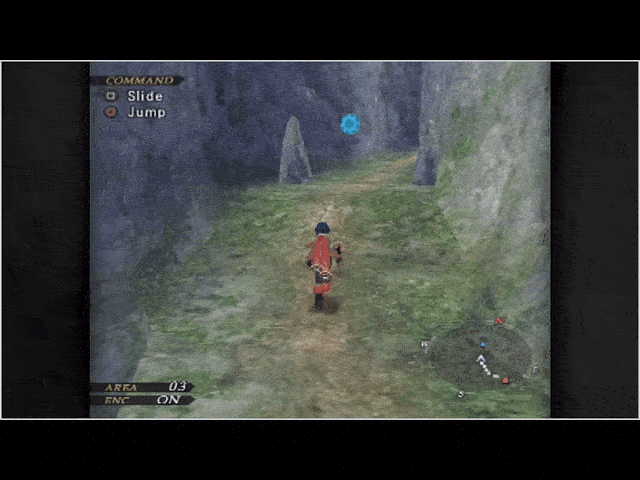 COMMAND
Slide
Jump
AREA 03
ENC ON
N
W
E
S